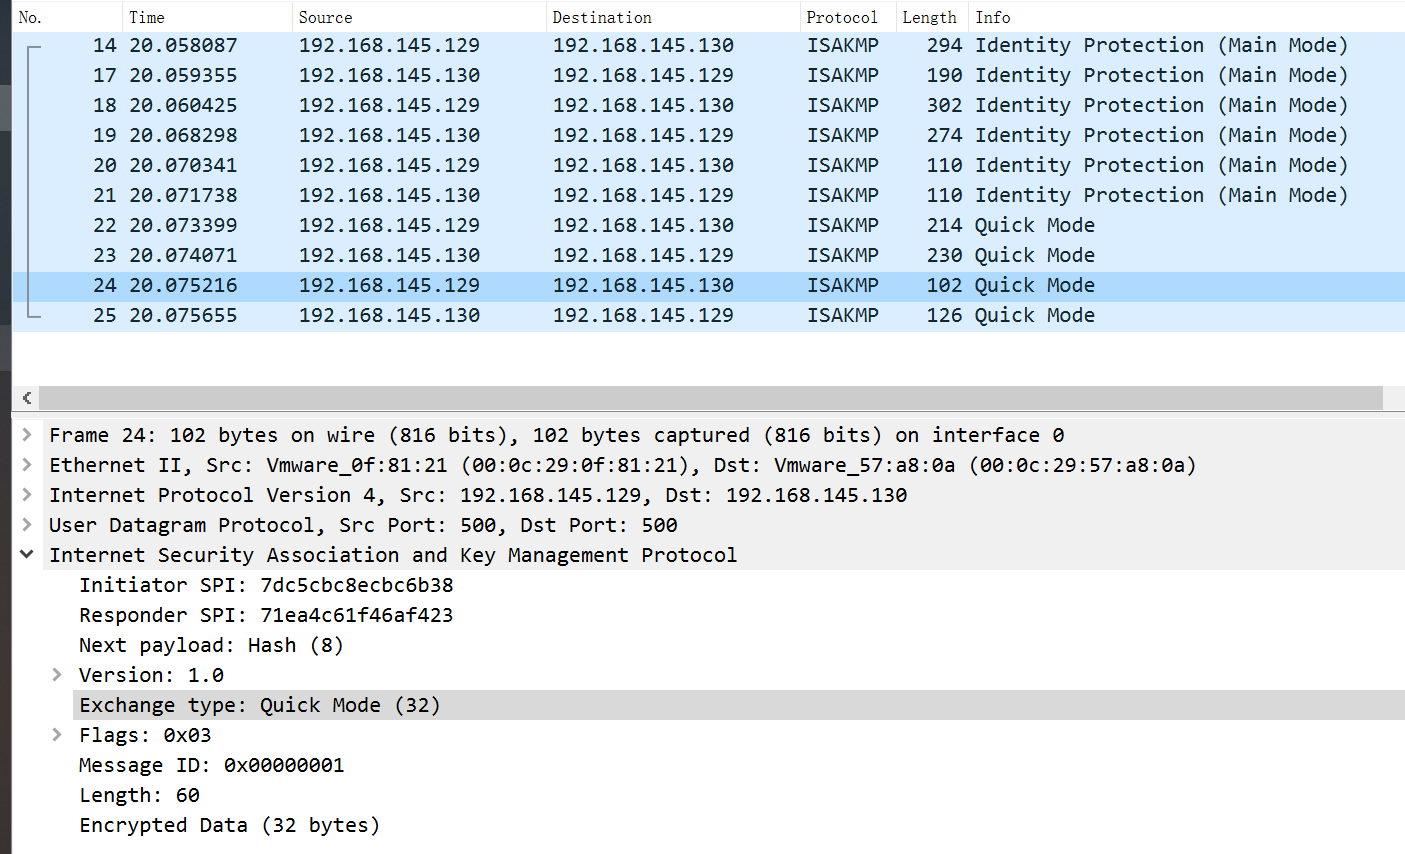 No. Time Source Destination Protocol Length Info
14 20.058087 192.168.145.129 192.168.145.130 ISAKMP 294 Identity Protection (Main Mode)
17 20.059355 192.168.145.130 192.168.145.129 ISAKMP 190 Identity Protection (Main Mode)
18 20.060425 192.168.145.129 192.168.145.130 ISAKMP 302 Identity Protection (Main Mode)
19 20.068298 192.168.145.130 192.168.145.129 ISAKMP 274 Identity Protection (Main Mode)
20 20.070341 192.168.145.129 192.168.145.130 ISAKMP 110 Identity Protection (Main Mode)
21 20.071738 192.168.145.130 192.168.145.129 ISAKMP 110 Identity Protection (Main Mode)
22 20.073399 192.168.145.129 192.168.145.130 ISAKMP 214 Quick Mode
23 20.074071 192.168.145.130 192.168.145.129 ISAKMP 230 Quick Mode
24 20.075216 192.168.145.129 192.168.145.130 ISAKMP 102 Quick Mode
25 20.075655 192.168.145.130 192.168.145.129 ISAKMP 126 Quick Mode
Frame 24: 102 bytes on wire (816 bits), 102 bytes captured (816 bits) on interface 0
Ethernet II, Src: Vmware_0f:81:21 (00:0c:29:0f:81:21), Dst: Vmware_57:a8:0a (00:0c:29:57:a8:0a)
Internet Protocol Version 4, Src: 192.168.145.129, Dst: 192.168.145.130
User Datagram Protocol, Src Port: 500, Dst Port: 500
Internet Security Association and Key Management Protocol
Initiator SPI: 7dc5cbc8ecbc6b38
Responder SPI: 71ea4c61f46af423
Next payload: Hash (8)
Version: 1.0
Exchange type: Quick Mode (32)
Flags: 0x03
Message ID: 0x00000001
Length: 60
Encrypted Data (32 bytes)